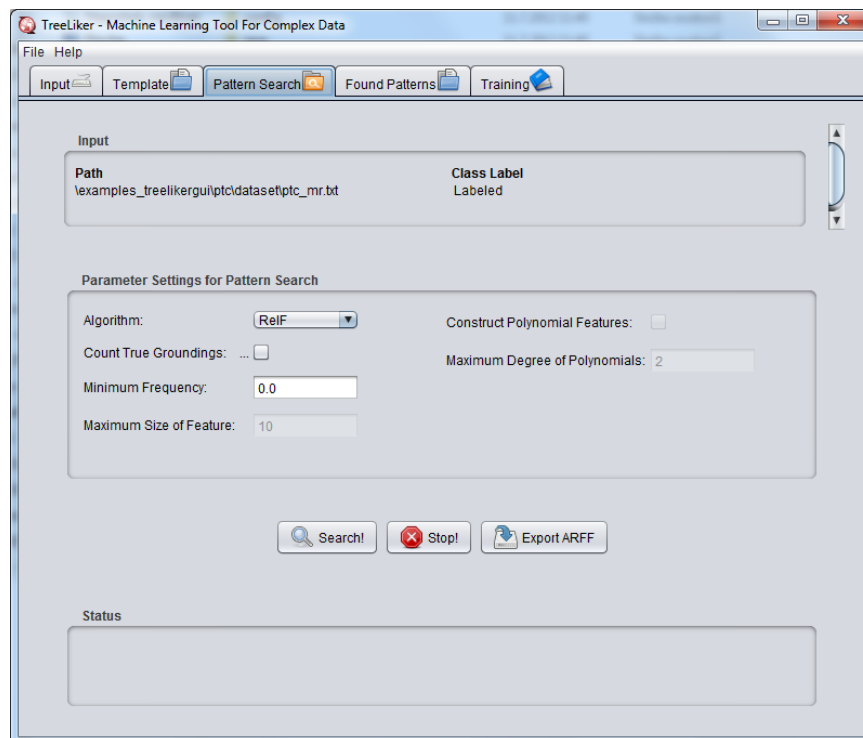 TreeLiker - Machine Learning Tool For Complex Data
File Help
Input Template Pattern Search Found Patterns Training
Input
Path Class Label
\examples_treelikergui\ptc\dataset\ptc_mr.txt Labeled
Parameter Settings for Pattern Search
Algorithm: RelF Construct Polynomial Features:
Count True Groundings: ...
Maximum Degree of Polynomials: 2
Minimum Frequency: 0.0
Maximum Size of Feature: 10
Search! Stop! Export ARFF
Status